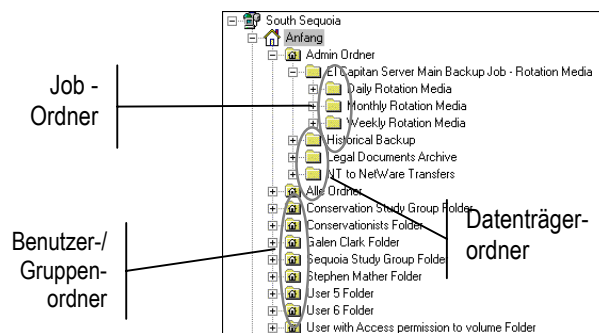 South Sequoia
Anfang
Admin Ordner
El Capitan Server Main Backup Job - Rotation Media
Daily Rotation Media
Monthly Rotation Media
Weekly Rotation Media
Historical Backup
Legal Documents Archive
NT to NetWare Transfers
Alle Ordner
Conservation Study Group Folder
Conservationists Folder
Galen Clark Folder
Sequoia Study Group Folder
Stephen Mather Folder
User 5 Folder
User 6 Folder
User with Access permission to volume Folder
Job -
Ordner
Benutzer-/
Gruppen-
ordner
Datenträger-
ordner